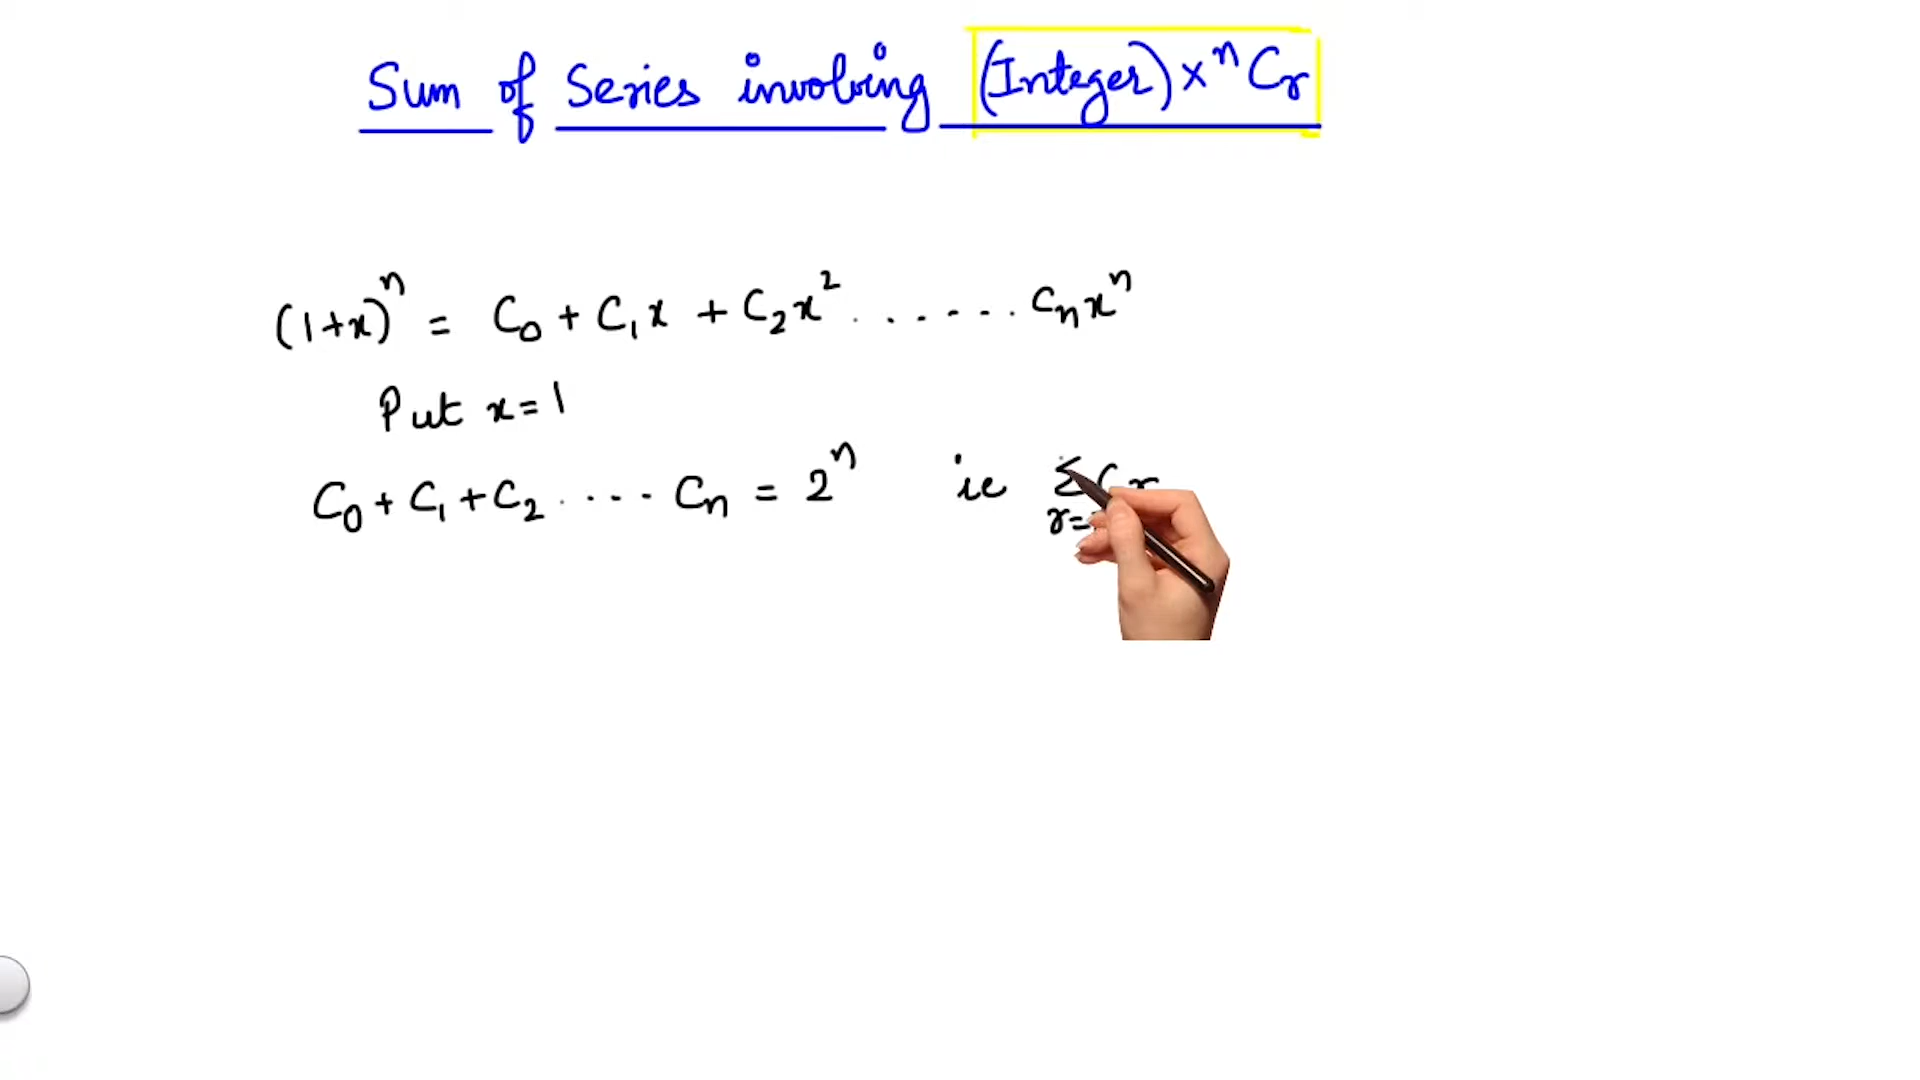 Sum of Series involving (Integer) × ⁿCᵣ
(1+x)ⁿ = C₀ + C₁x + C₂x² ....... Cₙxⁿ
Put x=1
C₀ + C₁ + C₂ ..... Cₙ = 2ⁿ ie Σ Cᵣ
r=